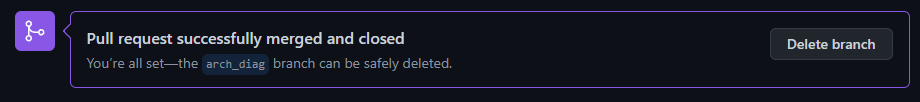 Pull request successfully merged and closed
Delete branch
You're all set—the arch_diag branch can be safely deleted.